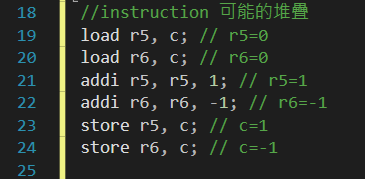 18 //instruction 可能的堆疊
19 load r5, c; // r5=0
20 load r6, c; // r6=0
21 addi r5, r5, 1; // r5=1
22 addi r6, r6, -1; // r6=-1
23 store r5, c; // c=1
24 store r6, c; // c=-1
25